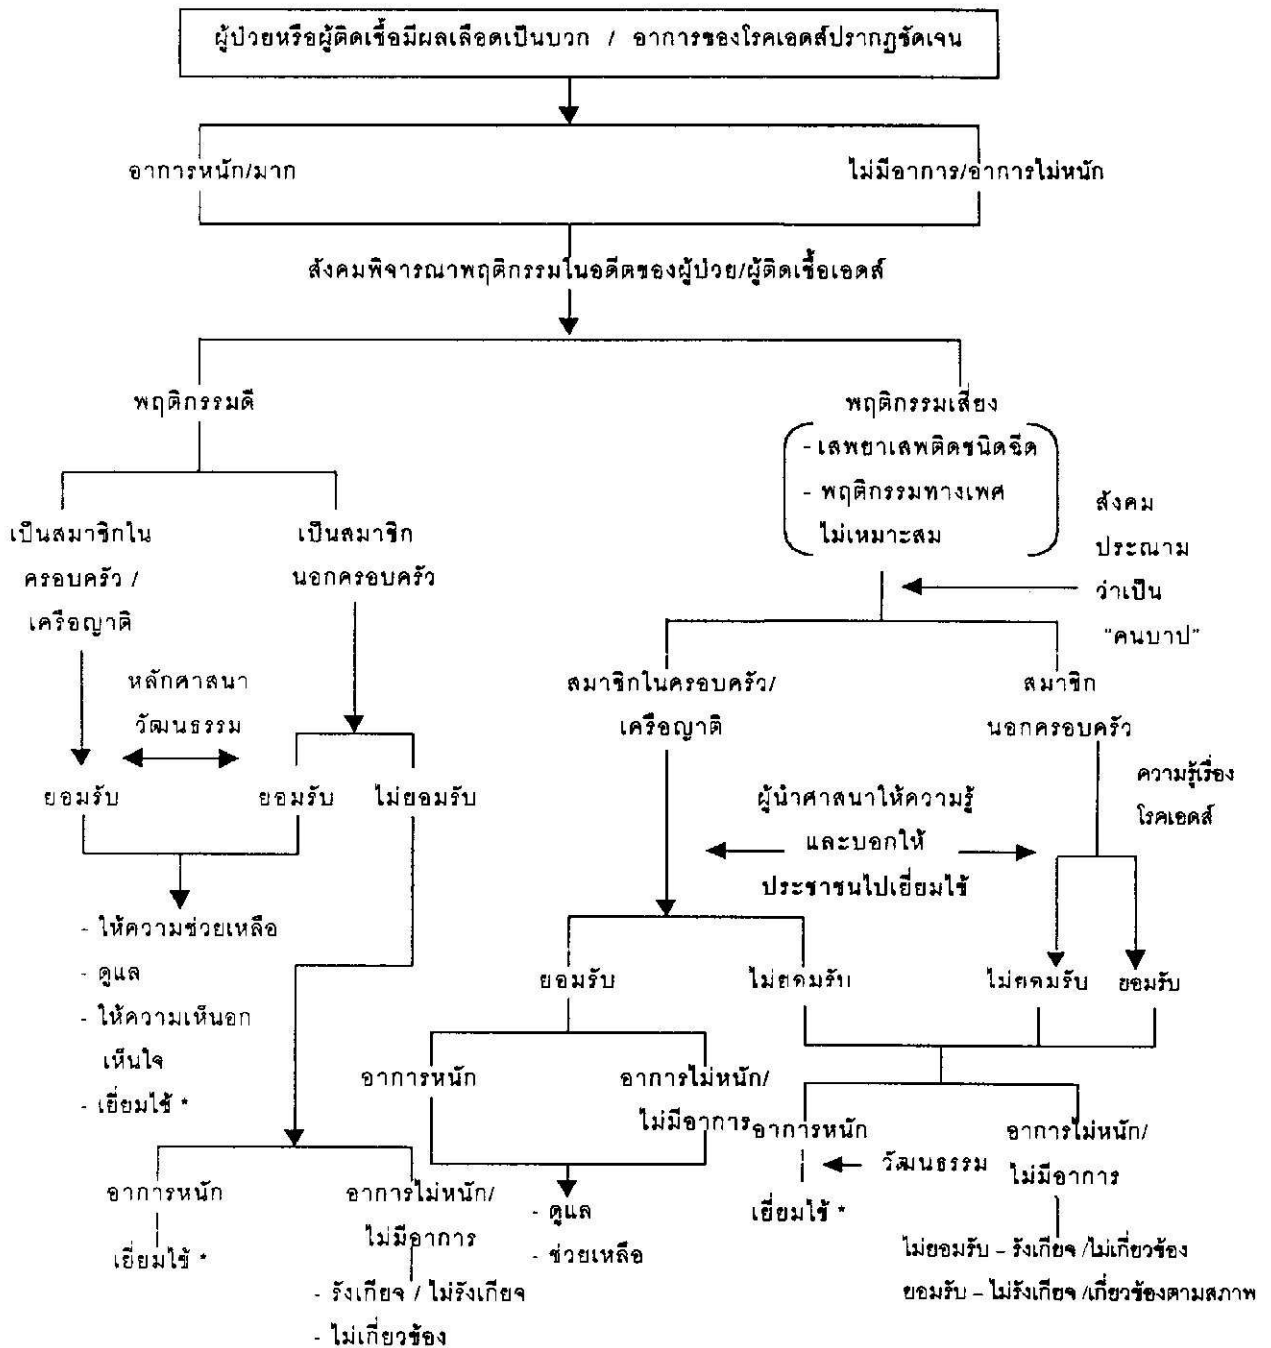 ผู้ป่วยหรือผู้ติดเชื้อมีผลเลือดเป็นบวก / อาการของโรคเอดส์ปรากฏชัดเจน
อาการหนัก/มาก
ไม่มีอาการ/อาการไม่หนัก
สังคมพิจารณาพฤติกรรมในอดีตของผู้ป่วย/ผู้ติดเชื้อเอดส์
พฤติกรรมดี
พฤติกรรมเสี่ยง
- เสพยาเสพติดชนิดฉีด
- พฤติกรรมทางเพศ
ไม่เหมาะสม
สังคม
ประณาม
ว่าเป็น
"คนบาป"
เป็นสมาชิกใน
ครอบครัว /
เครือญาติ
เป็นสมาชิก
นอกครอบครัว
หลักศาสนา
วัฒนธรรม
สมาชิกในครอบครัว/
เครือญาติ
สมาชิก
นอกครอบครัว
ความรู้เรื่อง
โรคเอดส์
ยอมรับ
ยอมรับ
ไม่ยอมรับ
ผู้นำศาสนาให้ความรู้
และบอกให้
ประชาชนไปเยี่ยมไข้
- ให้ความช่วยเหลือ
- ดูแล
- ให้ความเห็นอก
เห็นใจ
- เยี่ยมไข้ *
ยอมรับ
ไม่ยอมรับ
ไม่ยอมรับ
ยอมรับ
อาการหนัก
อาการไม่หนัก/
ไม่มีอาการ
อาการหนัก
วัฒนธรรม
อาการไม่หนัก/
ไม่มีอาการ
อาการหนัก
เยี่ยมไข้ *
อาการไม่หนัก/
ไม่มีอาการ
- รังเกียจ / ไม่รังเกียจ
- ไม่เกี่ยวข้อง
- ดูแล
- ช่วยเหลือ
เยี่ยมไข้ *
ไม่ยอมรับ – รังเกียจ /ไม่เกี่ยวข้อง
ยอมรับ – ไม่รังเกียจ /เกี่ยวข้องตามสภาพ